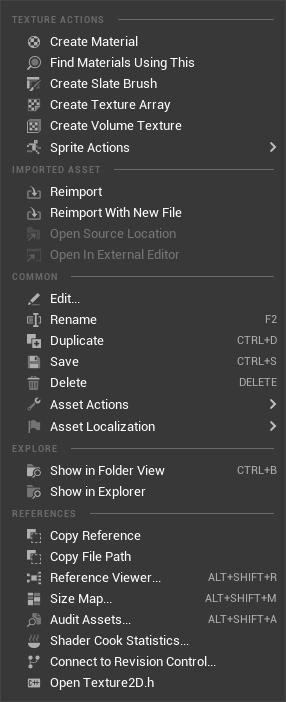 TEXTURE ACTIONS
Create Material
Find Materials Using This
Create Slate Brush
Create Texture Array
Create Volume Texture
Sprite Actions
IMPORTED ASSET
Reimport
Reimport With New File
Open Source Location
Open In External Editor
COMMON
Edit...
Rename F2
Duplicate CTRL+D
Save CTRL+S
Delete DELETE
Asset Actions
Asset Localization
EXPLORE
Show in Folder View CTRL+B
Show in Explorer
REFERENCES
Copy Reference
Copy File Path
Reference Viewer... ALT+SHIFT+R
Size Map... ALT+SHIFT+M
Audit Assets... ALT+SHIFT+A
Shader Cook Statistics...
Connect to Revision Control...
Open Texture2D.h